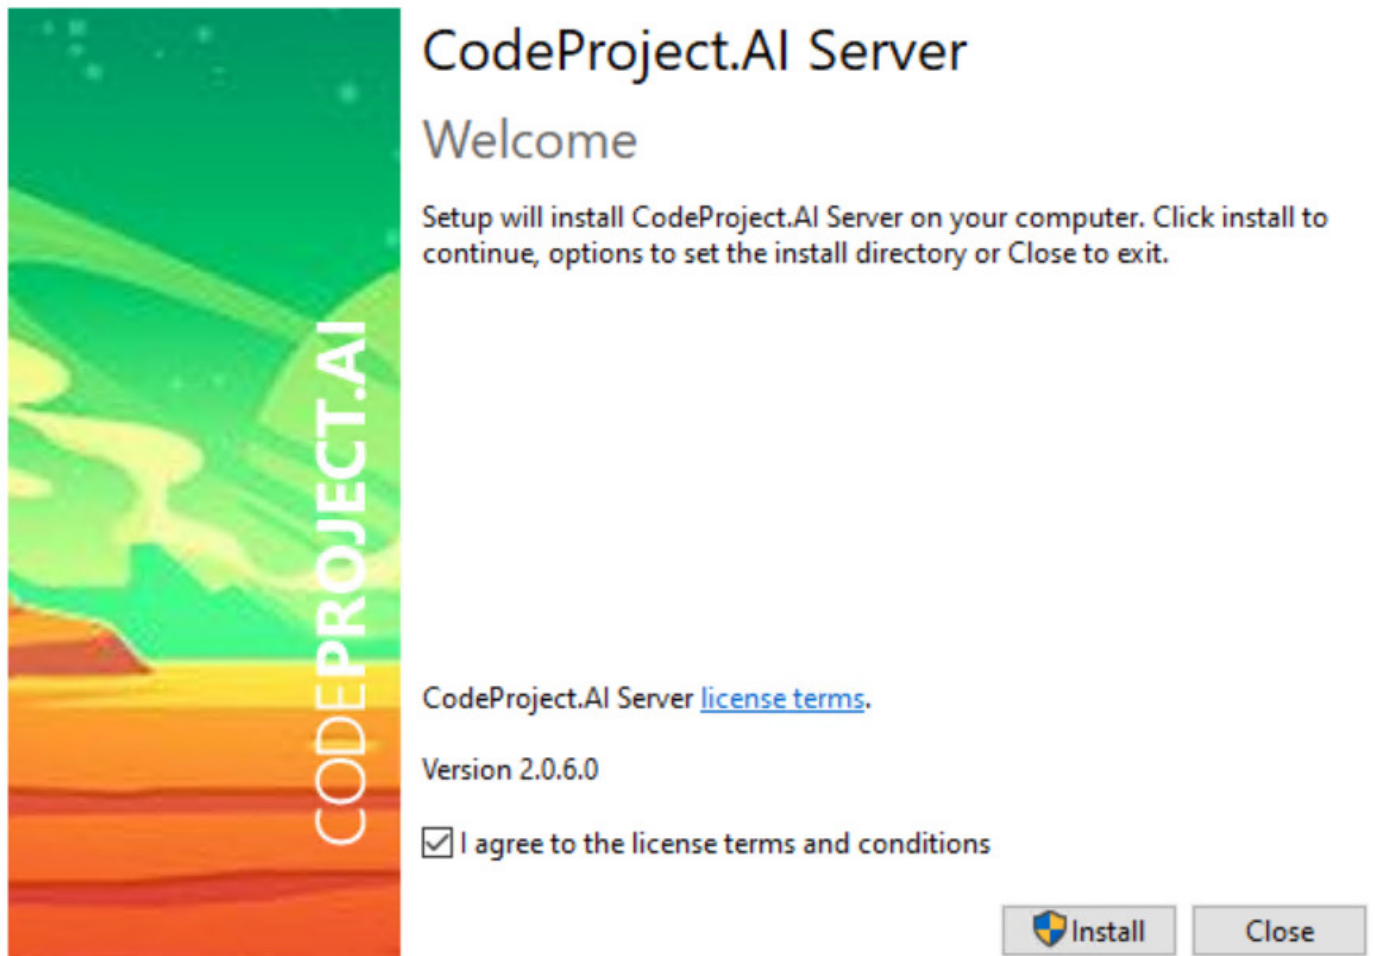 CodeProject.AI Server
Welcome
Setup will install CodeProject.AI Server on your computer. Click install to
continue, options to set the install directory or Close to exit.
CODEPROJECT.AI
CodeProject.AI Server license terms.
Version 2.0.6.0
I agree to the license terms and conditions
Install
Close